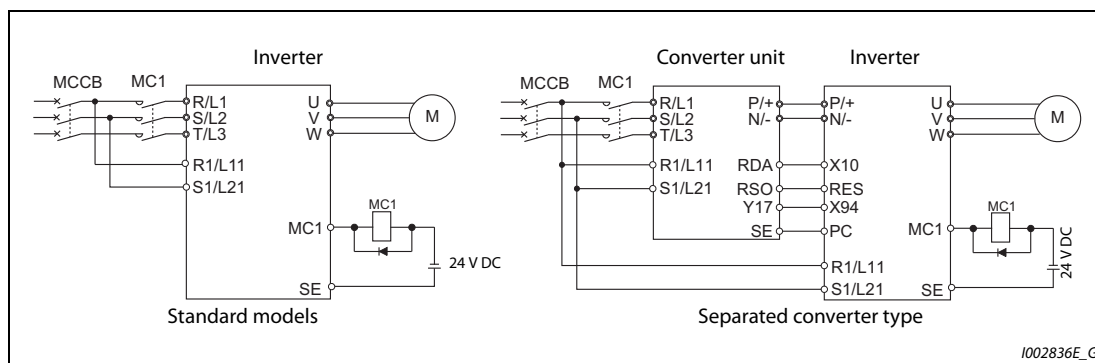 Inverter
MCCB
MC1
R/L1
S/L2
T/L3
R1/L11
S1/L21
U
V
W
M
MC1
MC1
SE
24 V DC
Standard models
Converter unit
Inverter
MCCB
MC1
R/L1
S/L2
T/L3
R1/L11
S1/L21
P/+
N/-
RDA
RSO
Y17
SE
P/+
N/-
X10
RES
X94
PC
R1/L11
S1/L21
U
V
W
M
MC1
MC1
SE
24 V DC
Separated converter type
I002836E_G